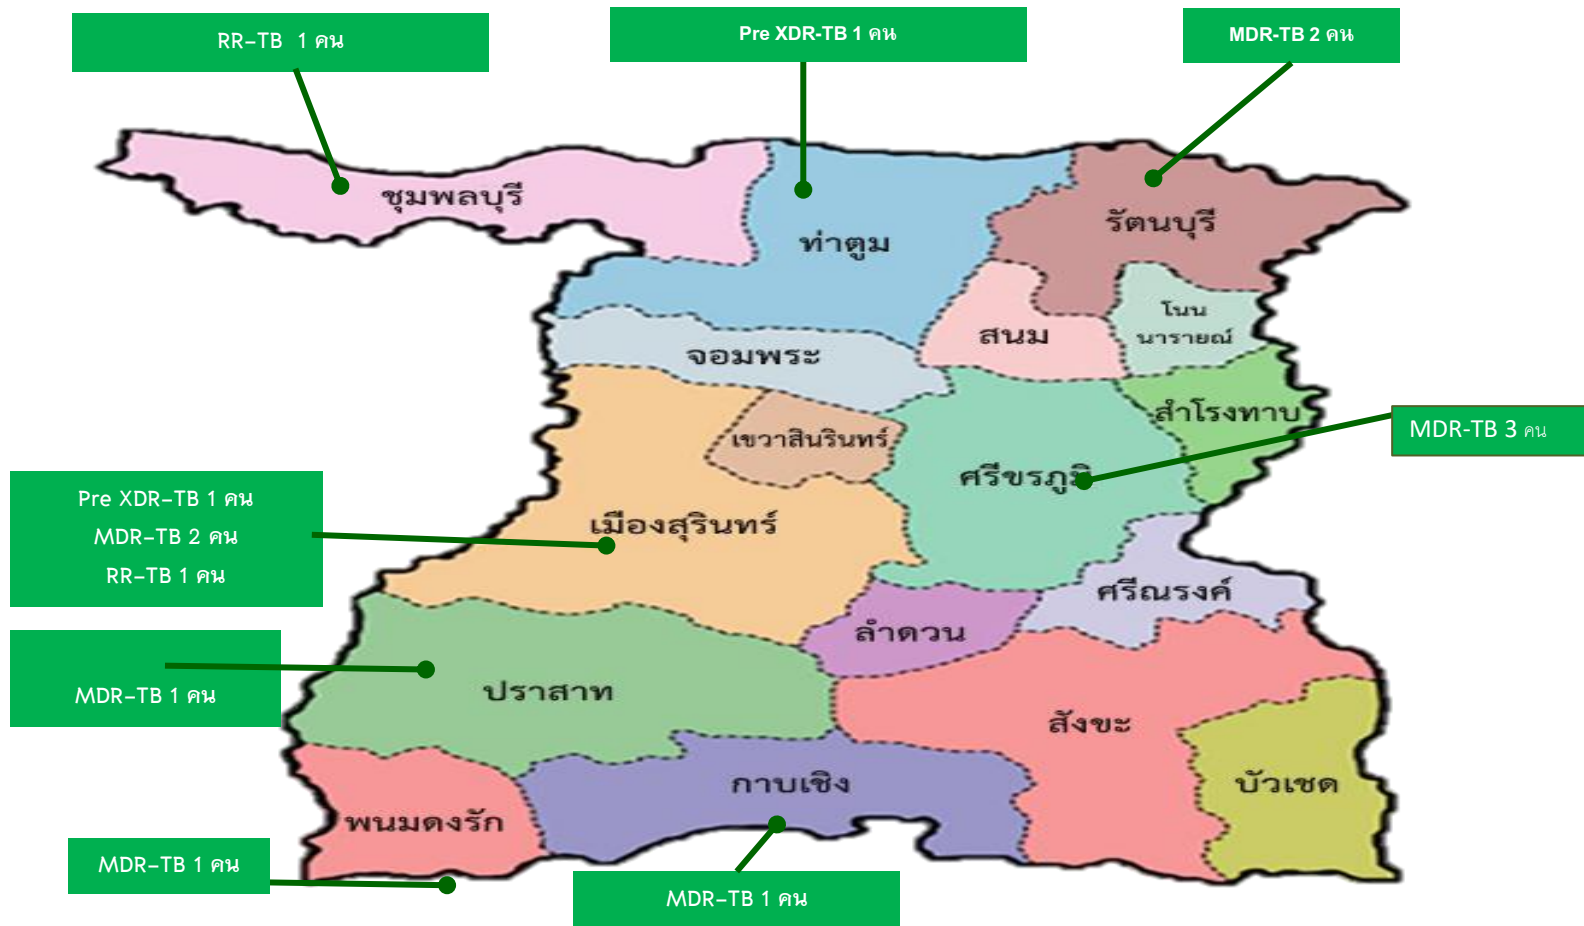 RR-TB 1 คน
Pre XDR-TB 1 คน
MDR-TB 2 คน
ชุมพลบุรี
ท่าตูม
รัตนบุรี
สนม
โนน
นารายณ์
จอมพระ
สำโรงทาบ
เขวาสินรินทร์
MDR-TB 3 คน
ศรีขรภูมิ
Pre XDR-TB 1 คน
MDR-TB 2 คน
RR-TB 1 คน
เมืองสุรินทร์
ศรีณรงค์
ลำดวน
MDR-TB 1 คน
ปราสาท
สังขะ
กาบเชิง
บัวเชด
พนมดงรัก
MDR-TB 1 คน
MDR-TB 1 คน